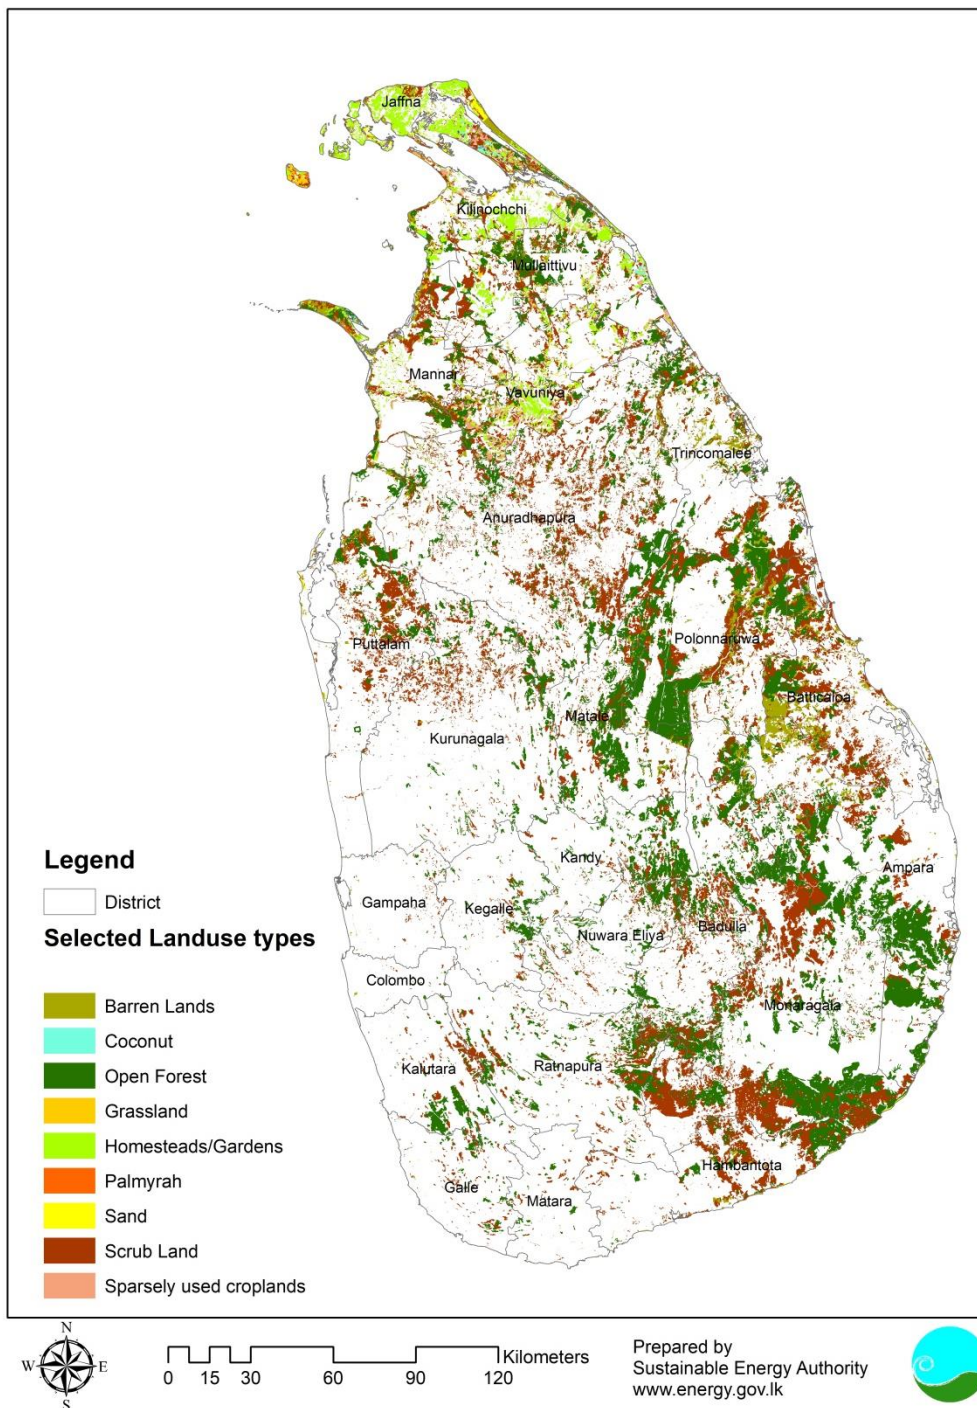 Jaffna
Kilinochchi
Mullaittivu
Mannar
Vavuniya
Trincomalee
Anuradhapura
Puttalam
Polonnaruwa
Batticaloa
Matale
Kurunagala
Kandy
Ampara
Gampaha
Kegalle
Nuwara Eliya
Badulla
Colombo
Monaragala
Kalutara
Ratnapura
Hambantota
Galle
Matara
Legend
District
Selected Landuse types
Barren Lands
Coconut
Open Forest
Grassland
Homesteads/Gardens
Palmyrah
Sand
Scrub Land
Sparsely used croplands
N
W E
S
Kilometers
0 15 30 60 90 120
Prepared by
Sustainable Energy Authority
www.energy.gov.lk